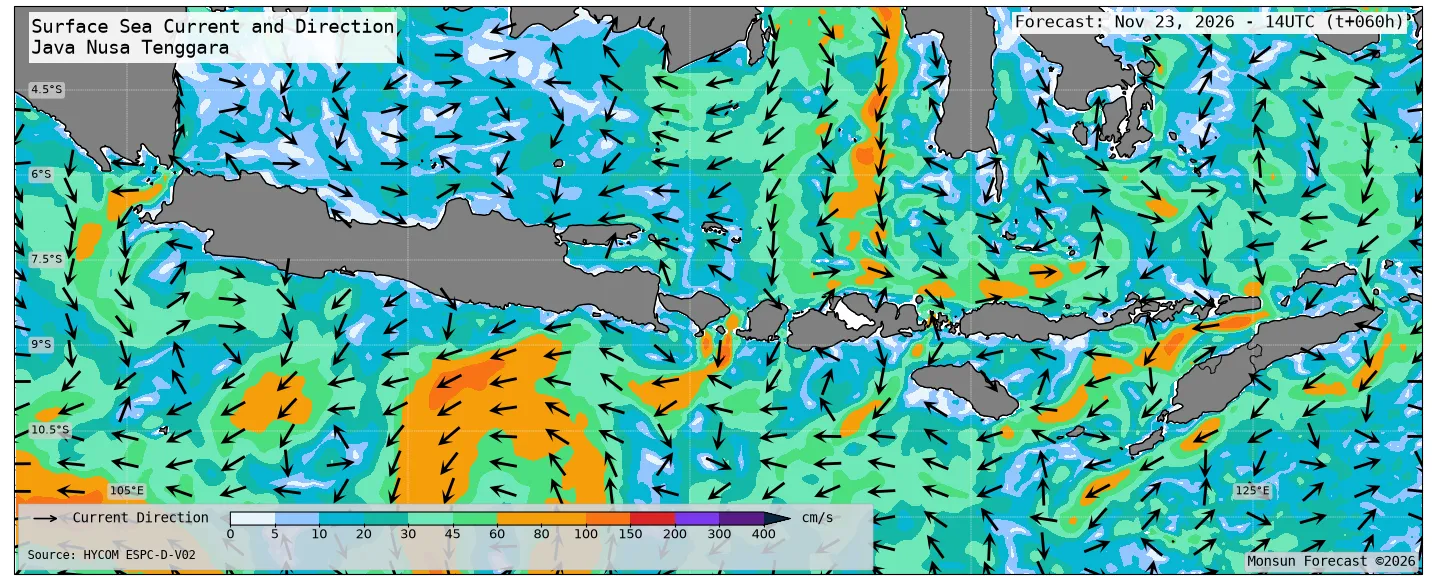 Surface Sea Current and Direction
Java Nusa Tenggara
Forecast: Nov 23, 2026 - 14UTC (t+060h)
4.5°S
6°S
7.5°S
9°S
10.5°S
105°E
125°E
Current Direction
0 5 10 20 30 45 60 80 100 150 200 300 400 cm/s
Source: HYCOM ESPC-D-V02
Monsun Forecast ©2026